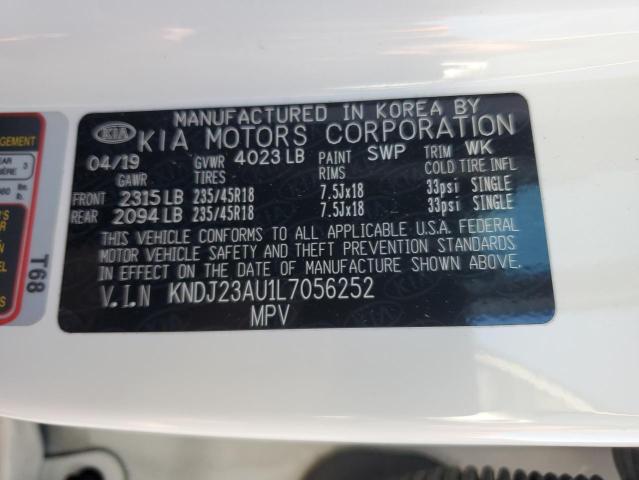 MANUFACTURED IN KOREA BY
KIA KIA MOTORS CORPORATION
04/19 GVWR 4023 LB PAINT SWP TRIM WK
GAWR TIRES RIMS COLD TIRE INFL
FRONT 2315 LB 235/45R18 7.5Jx18 33psi SINGLE
REAR 2094 LB 235/45R18 7.5Jx18 33psi SINGLE
THIS VEHICLE CONFORMS TO ALL APPLICABLE U.S.A. FEDERAL
MOTOR VEHICLE SAFETY AND THEFT PREVENTION STANDARDS
IN EFFECT ON THE DATE OF MANUFACTURE SHOWN ABOVE.
V.I.N KNDJ23AU1L7056252
MPV
T68